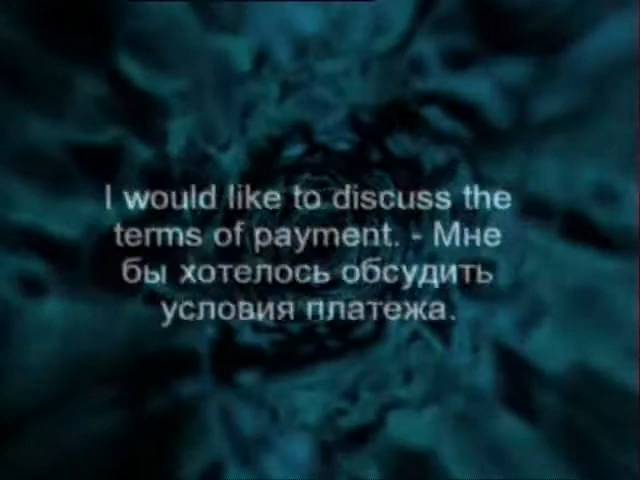 I would like to discuss the
terms of payment. - Мне
бы хотелось обсудить
условия платежа.